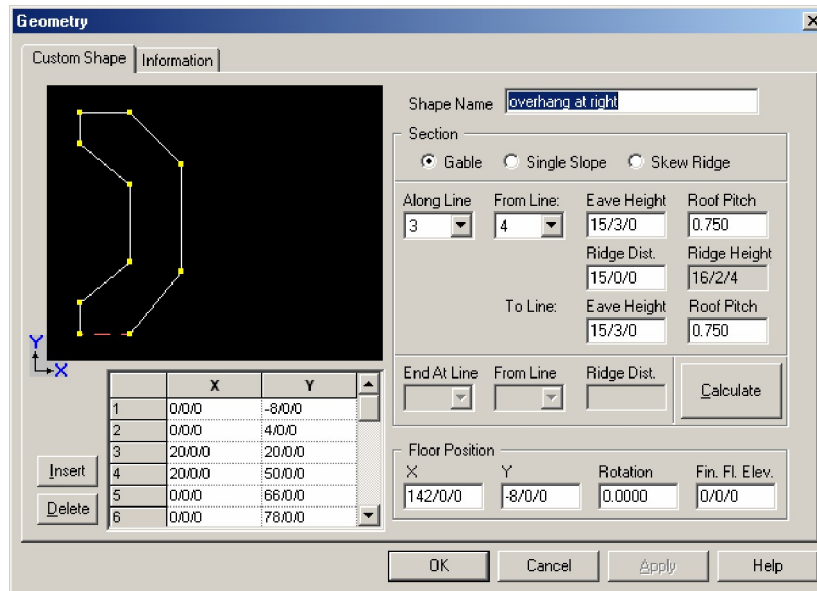 Geometry
Custom Shape Information
Shape Name overhang at right
Section
Gable Single Slope Skew Ridge
Along Line From Line: Eave Height Roof Pitch
3 4 15/3/0 0.750
Ridge Dist. Ridge Height
15/0/0 16/2/4
To Line: Eave Height Roof Pitch
15/3/0 0.750
End At Line From Line Ridge Dist.
Calculate
Y
X
X Y
1 0/0/0 -8/0/0
2 0/0/0 4/0/0
3 20/0/0 20/0/0
4 20/0/0 50/0/0
5 0/0/0 66/0/0
6 0/0/0 78/0/0
Insert
Delete
Floor Position
X Y Rotation Fin. Fl. Elev.
142/0/0 -8/0/0 0.0000 0/0/0
OK Cancel Apply Help